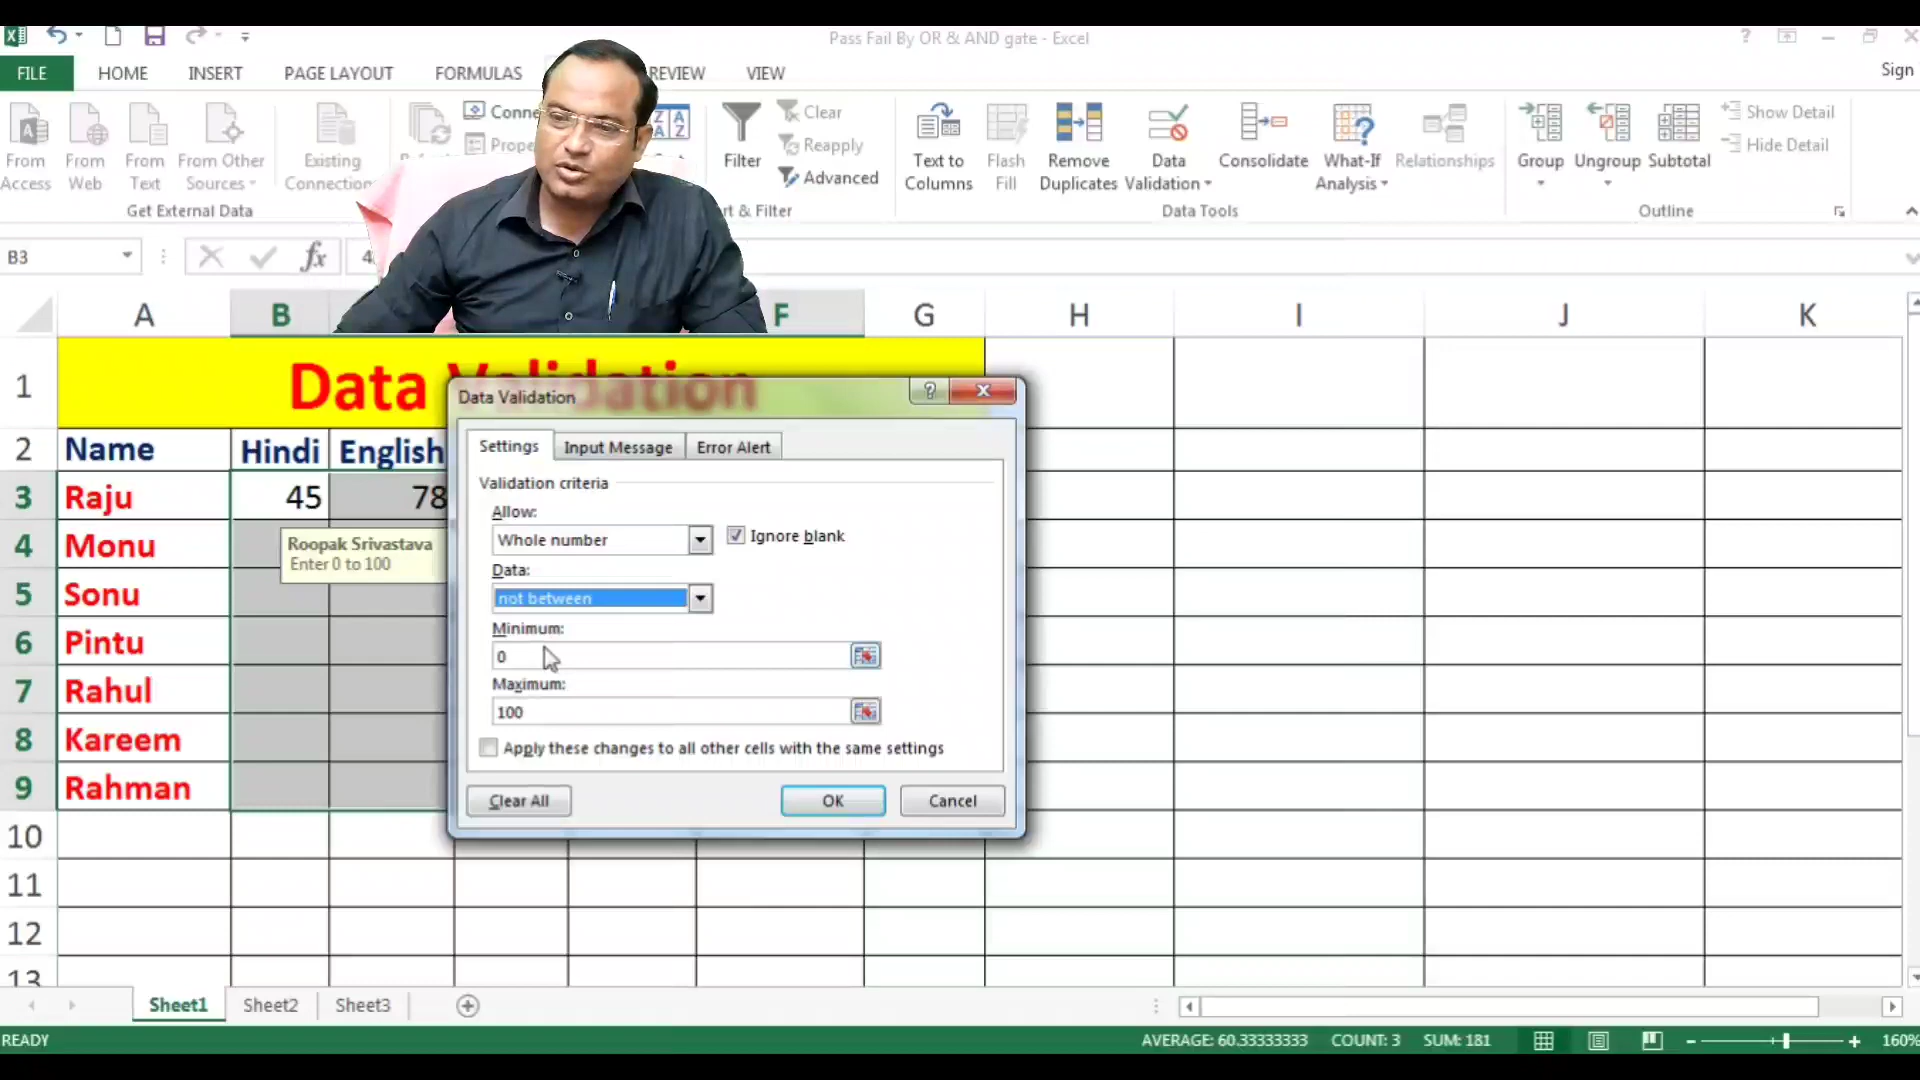 Pass Fail By OR & AND gate - Excel
FILE HOME INSERT PAGE LAYOUT FORMULAS REVIEW VIEW Sign
From Access
From Web
From Text
From Other Sources
Get External Data
Existing
Clear
Reapply
Advanced
Filter
& Filter
Text to Columns
Flash Fill
Remove Duplicates
Data Validation
Consolidate
What-If Analysis
Relationships
Data Tools
Group
Ungroup
Subtotal
Show Detail
Hide Detail
Outline
B3 fx
A B F G H I J K
1 Data Validation
2 Name Hindi English
3 Raju 45 78
4 Monu
5 Sonu
6 Pintu
7 Rahul
8 Kareem
9 Rahman
10
11
12
13
Roopak Srivastava
Enter 0 to 100
Data Validation
Settings Input Message Error Alert
Validation criteria
Allow:
Whole number Ignore blank
Data:
not between
Minimum:
0
Maximum:
100
Apply these changes to all other cells with the same settings
Clear All OK Cancel
Sheet1 Sheet2 Sheet3
READY AVERAGE: 60.33333333 COUNT: 3 SUM: 181 160%